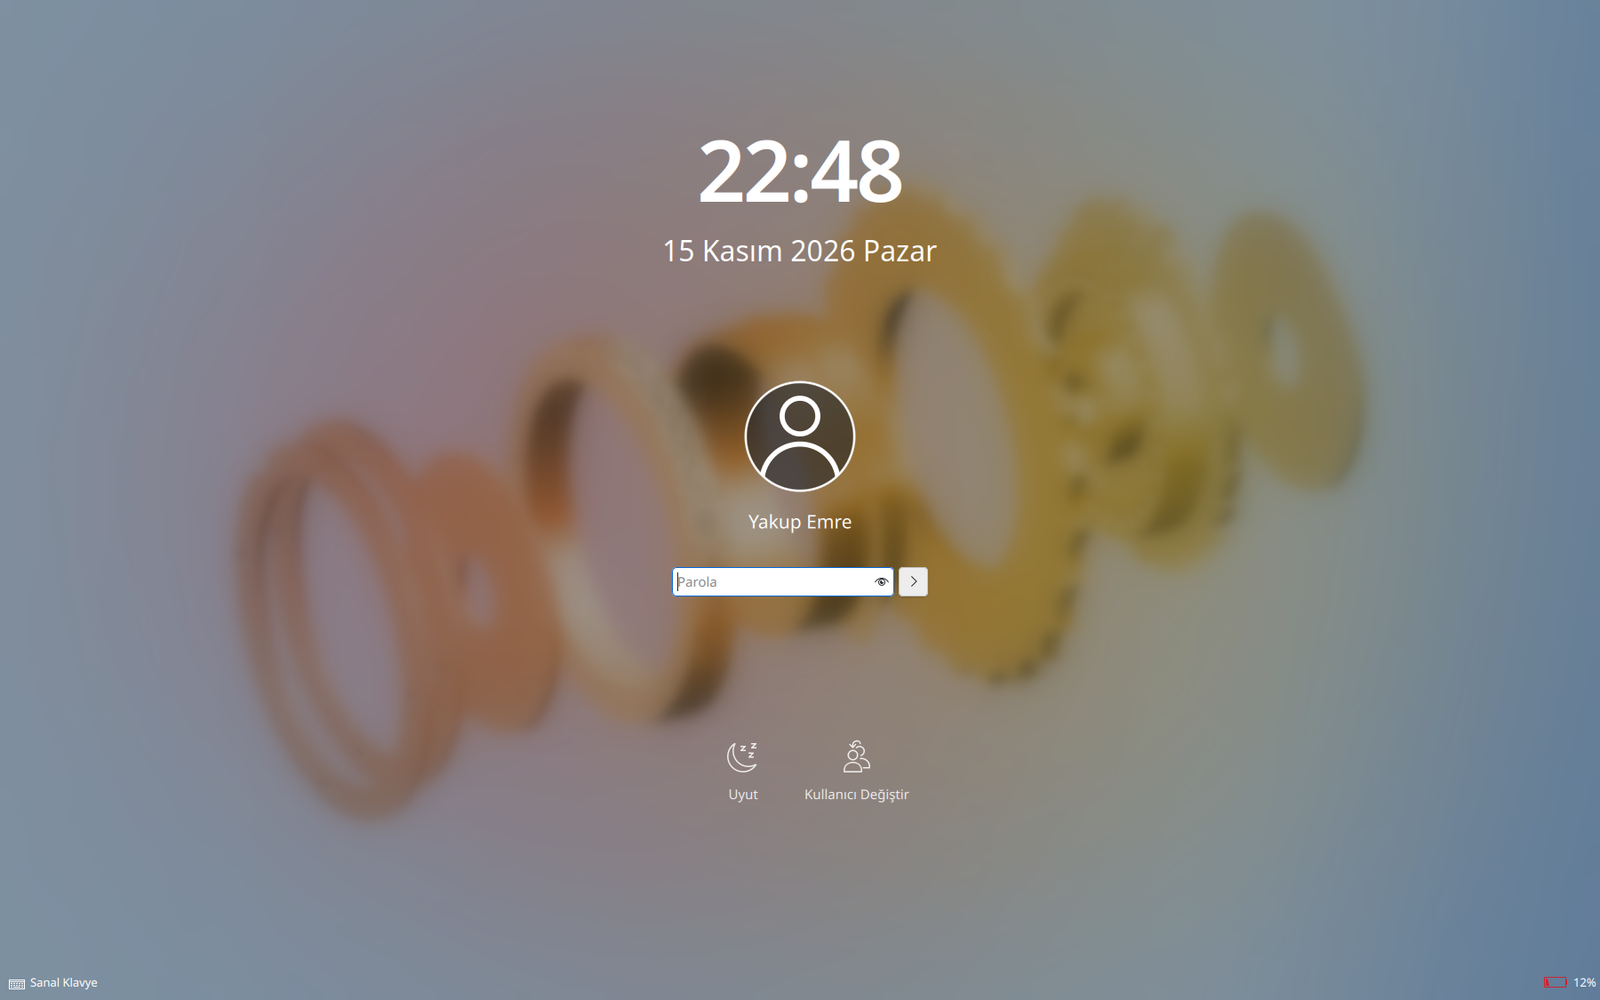 22:48
15 Kasım 2026 Pazar
Yakup Emre
Parola
Uyut
Kullanıcı Değiştir
Sanal Klavye
12%